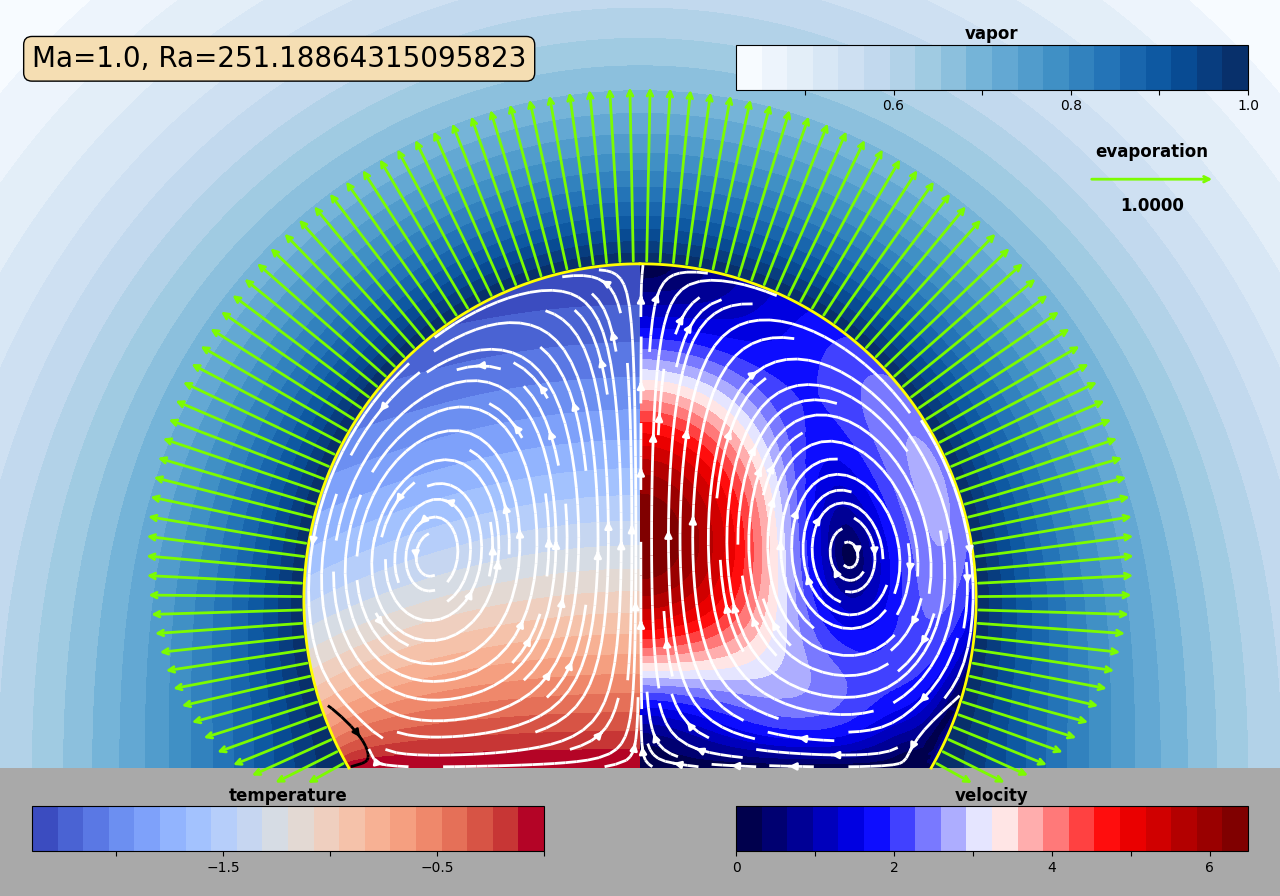 Ma=1.0, Ra=251.18864315095823
vapor
0.6 0.8 1.0
evaporation
1.0000
temperature
−1.5 −0.5
velocity
0 2 4 6